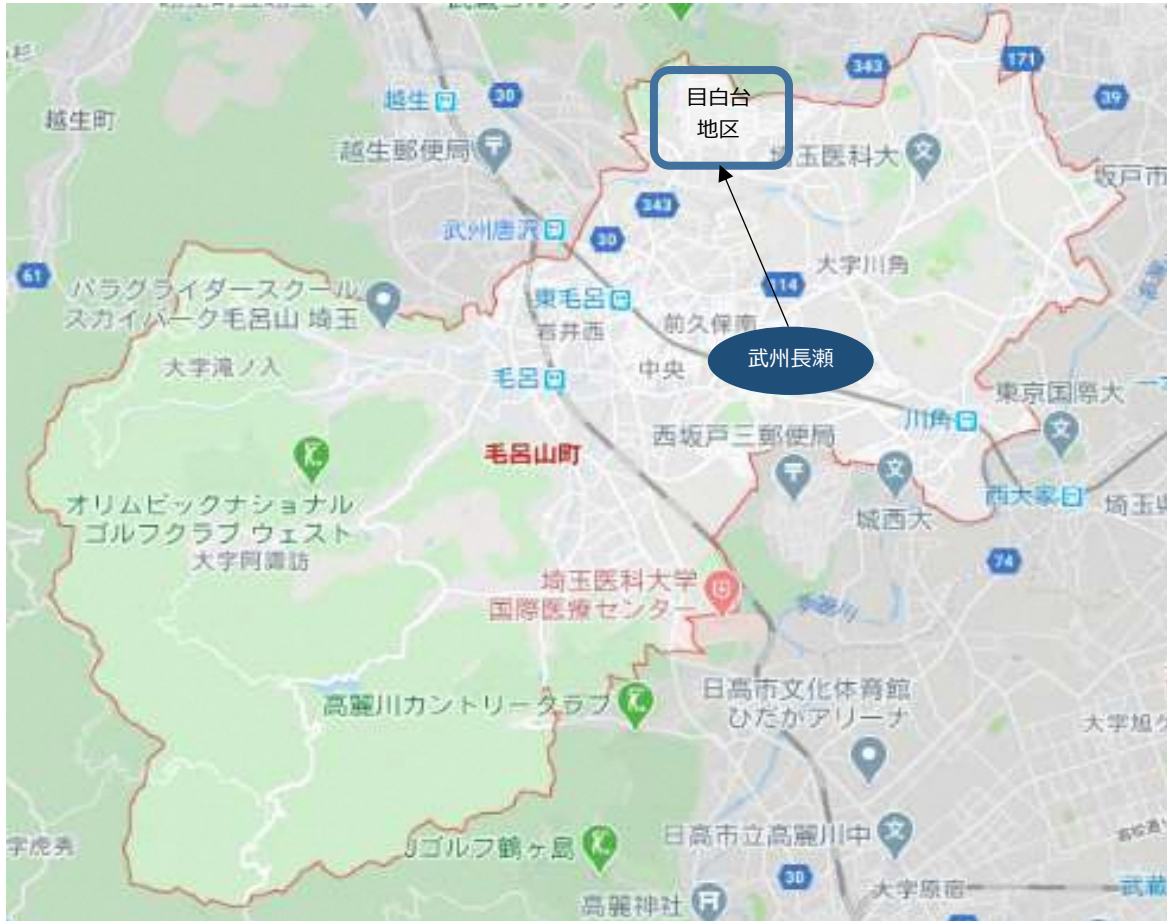 越生町
越生
30
越生郵便局
目白台
地区
343
171
39
埼玉医科大
坂戸市
343
武州唐沢
30
61
パラグライダースクール
スカイパーク毛呂山 埼玉
東毛呂
岩井西
前久保南
114
大字川角
大字滝ノ入
毛呂
中央
武州長瀬
川角
東京国際大
毛呂山町
西坂戸三郵便局
城西大
西大家
オリムピックナショナル
ゴルフクラブ ウェスト
大字阿諏訪
埼玉医科大学
国際医療センター
74
高麗川カントリークラブ
日高市文化体育館
ひだかアリーナ
Jゴルフ鶴ヶ島
日高市立高麗川中
高麗神社
30
大字原宿
武蔵